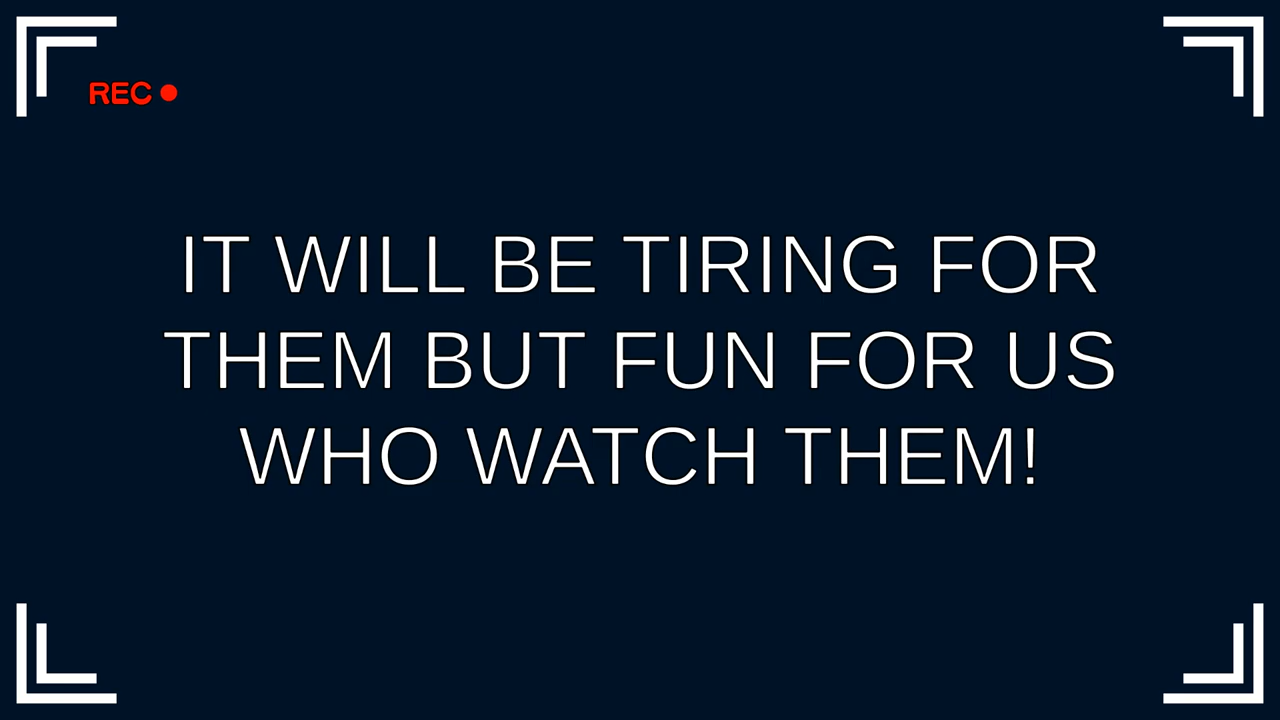 REC
IT WILL BE TIRING FOR
THEM BUT FUN FOR US
WHO WATCH THEM!